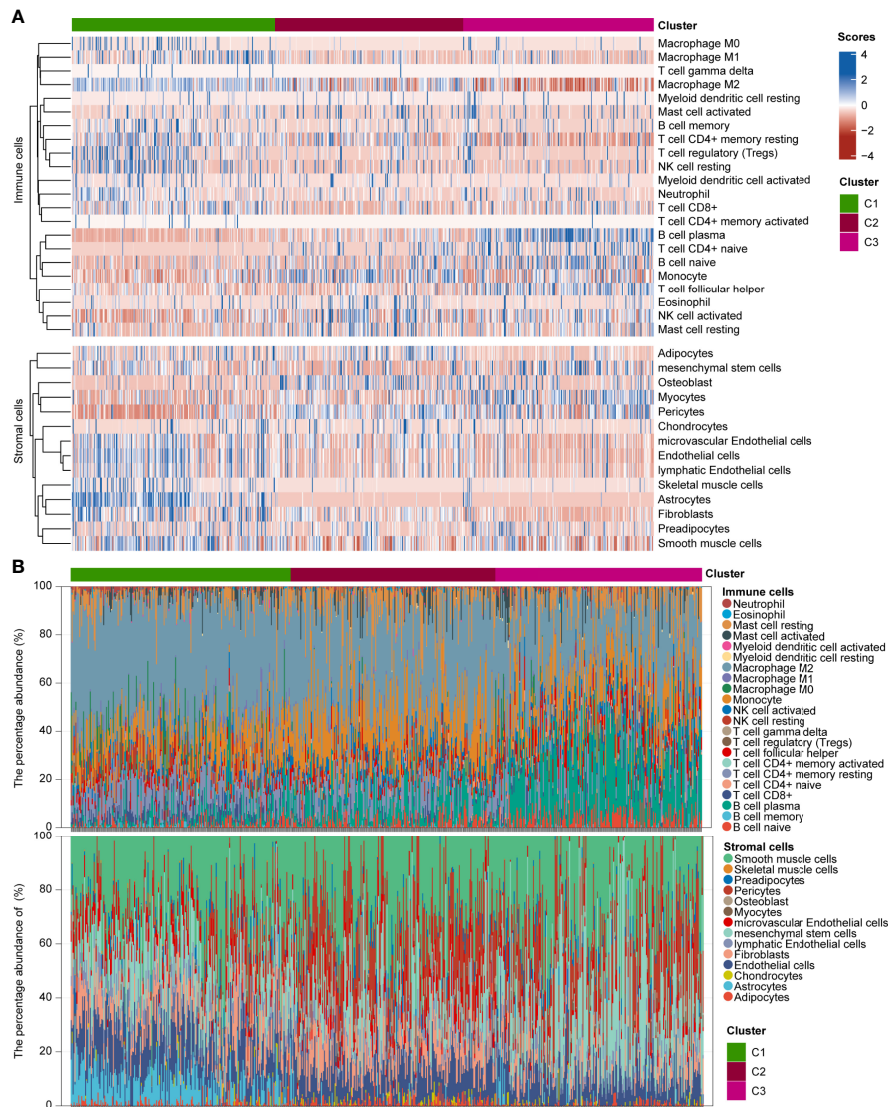 A
Cluster
Immune cells
Macrophage M0
Macrophage M1
T cell gamma delta
Macrophage M2
Myeloid dendritic cell resting
Mast cell activated
B cell memory
T cell CD4+ memory resting
T cell regulatory (Tregs)
NK cell resting
Myeloid dendritic cell activated
Neutrophil
T cell CD8+
T cell CD4+ memory activated
B cell plasma
T cell CD4+ naive
B cell naive
Monocyte
T cell follicular helper
Eosinophil
NK cell activated
Mast cell resting
Stromal cells
Adipocytes
mesenchymal stem cells
Osteoblast
Myocytes
Pericytes
Chondrocytes
microvascular Endothelial cells
Endothelial cells
lymphatic Endothelial cells
Skeletal muscle cells
Astrocytes
Fibroblasts
Preadipocytes
Smooth muscle cells
Scores
4
2
0
−2
−4
Cluster
C1
C2
C3
B
Cluster
The percentage abundance (%)
100
80
60
40
20
0
Immune cells
Neutrophil
Eosinophil
Mast cell resting
Mast cell activated
Myeloid dendritic cell activated
Myeloid dendritic cell resting
Macrophage M2
Macrophage M1
Macrophage M0
Monocyte
NK cell activated
NK cell resting
T cell gamma delta
T cell regulatory (Tregs)
T cell follicular helper
T cell CD4+ memory activated
T cell CD4+ memory resting
T cell CD4+ naive
T cell CD8+
B cell plasma
B cell memory
B cell naive
The percentage abundance of (%)
100
80
60
40
20
0
Stromal cells
Smooth muscle cells
Skeletal muscle cells
Preadipocytes
Pericytes
Osteoblast
Myocytes
microvascular Endothelial cells
mesenchymal stem cells
lymphatic Endothelial cells
Fibroblasts
Endothelial cells
Chondrocytes
Astrocytes
Adipocytes
Cluster
C1
C2
C3